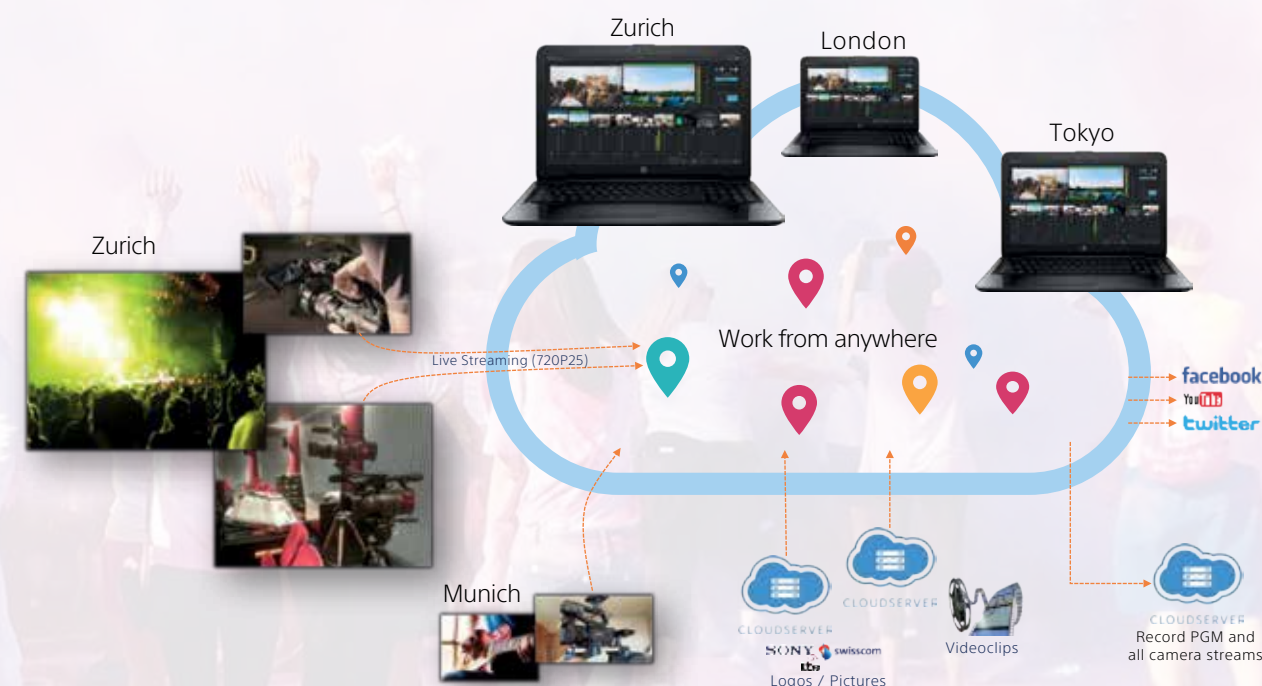 Zurich
London
Tokyo
Zurich
Work from anywhere
Live Streaming (720P25)
facebook
YouTube
twitter
Munich
CLOUDSERVER
CLOUDSERVER
CLOUDSERVER
SONY
swisscom
Logos / Pictures
Videoclips
Record PGM and
all camera streams